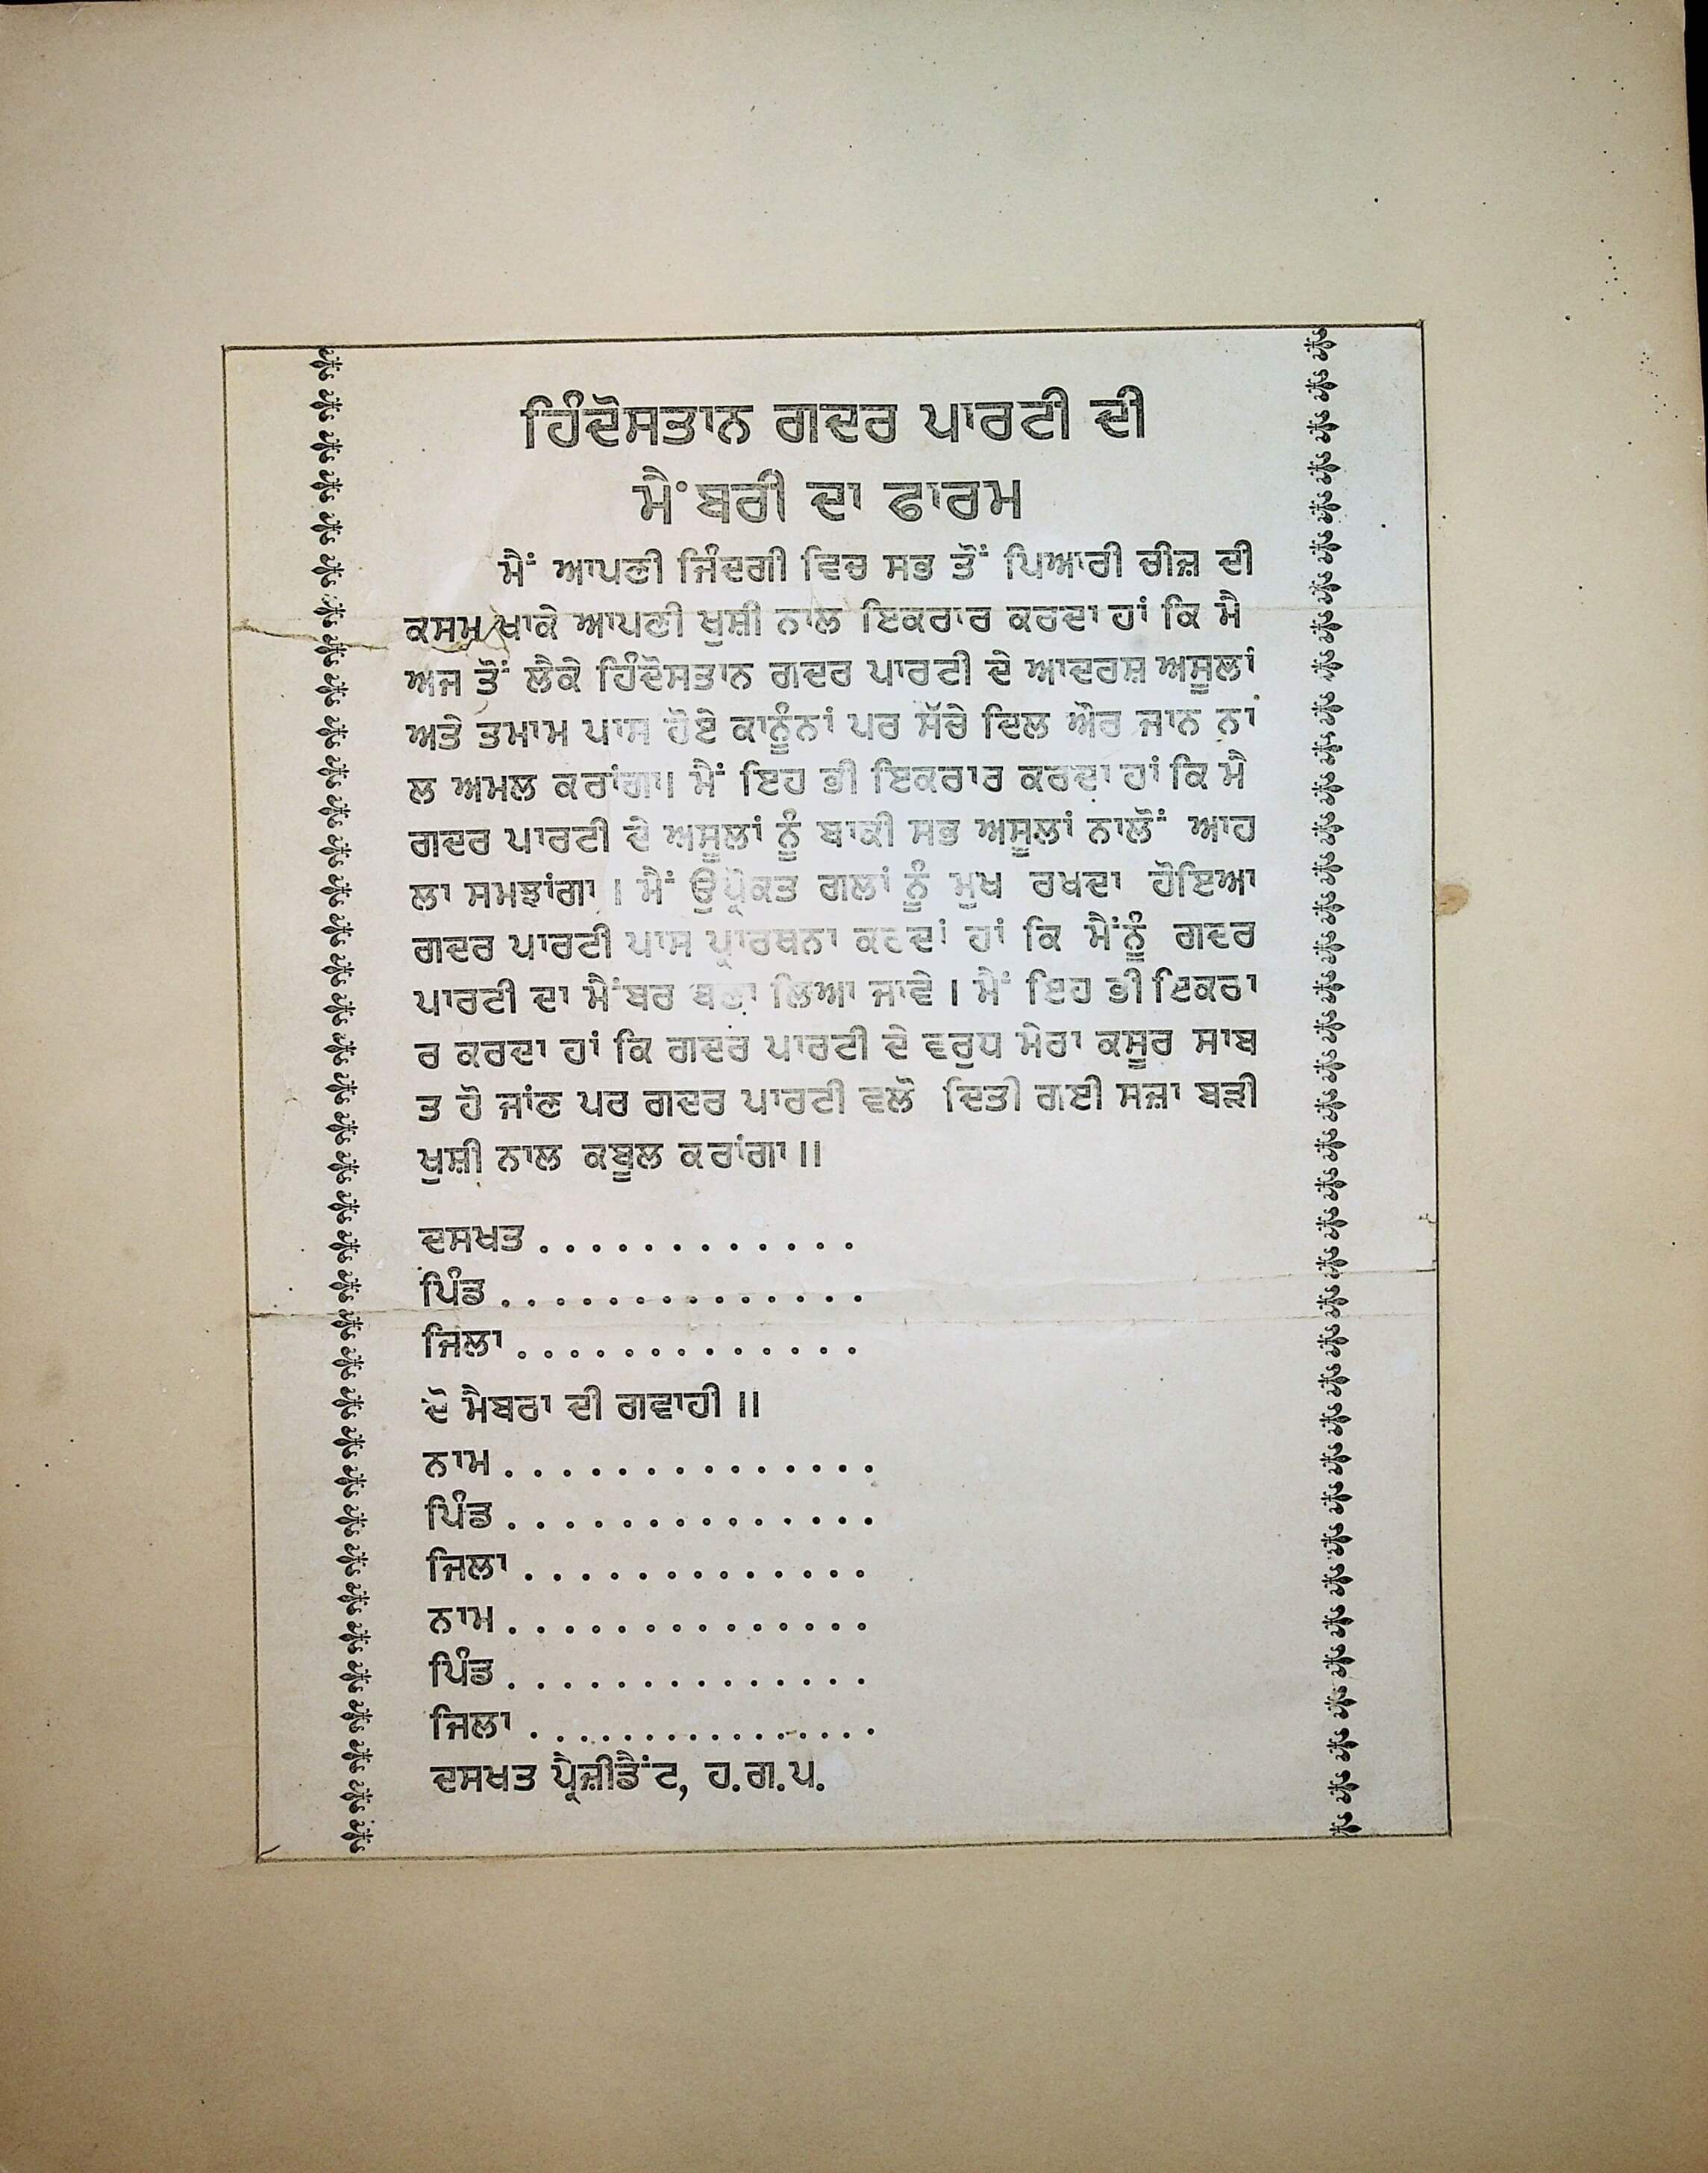 ਹਿੰਦੋਸਤਾਨ ਗਦਰ ਪਾਰਟੀ ਦੀ
ਮੈਂਬਰੀ ਦਾ ਫਾਰਮ
ਮੈਂ ਆਪਣੀ ਜਿੰਦਗੀ ਵਿਚ ਸਭ ਤੋਂ ਪਿਆਰੀ ਚੀਜ਼ ਦੀ
ਕਸਮ ਖਾਕੇ ਆਪਣੀ ਖੁਸ਼ੀ ਨਾਲ ਇਕਰਾਰ ਕਰਦਾ ਹਾਂ ਕਿ ਮੈ
ਅਜ ਤੋਂ ਲੈਕੇ ਹਿੰਦੋਸਤਾਨ ਗਦਰ ਪਾਰਟੀ ਦੇ ਆਦਰਸ਼ ਅਸੂਲਾਂ
ਅਤੇ ਤਮਾਮ ਪਾਸ ਹੋਏ ਕਾਨੂੰਨਾਂ ਪਰ ਸੱਚੇ ਦਿਲ ਔਰ ਜਾਨ ਨਾ
ਲ ਅਮਲ ਕਰਾਂਗਾ। ਮੈਂ ਇਹ ਭੀ ਇਕਰਾਰ ਕਰਦਾ ਹਾਂ ਕਿ ਮੈ
ਗਦਰ ਪਾਰਟੀ ਦੇ ਅਸੂਲਾਂ ਨੂੰ ਬਾਕੀ ਸਭ ਅਸੂਲਾਂ ਨਾਲੋਂ ਆਹ
ਲਾ ਸਮਝਾਂਗਾ । ਮੈਂ ਉਪ੍ਰੋਕਤ ਗਲਾਂ ਨੂੰ ਮੁਖ ਰਖਦਾ ਹੋਇਆ
ਗਦਰ ਪਾਰਟੀ ਪਾਸ ਪ੍ਰਾਰਥਨਾ ਕਰਦਾਂ ਹਾਂ ਕਿ ਮੈਂਨੂੰ ਗਦਰ
ਪਾਰਟੀ ਦਾ ਮੈਂਬਰ ਬਣਾ ਲਿਆ ਜਾਵੇ । ਮੈਂ ਇਹ ਭੀ ਇਕਰਾ
ਰ ਕਰਦਾ ਹਾਂ ਕਿ ਗਦਰ ਪਾਰਟੀ ਦੇ ਵਰੁਧ ਮੇਰਾ ਕਸੂਰ ਸਾਬ
ਤ ਹੋ ਜਾਂਣ ਪਰ ਗਦਰ ਪਾਰਟੀ ਵਲੋ ਦਿਤੀ ਗਈ ਸਜ਼ਾ ਬੜੀ
ਖੁਸ਼ੀ ਨਾਲ ਕਬੂਲ ਕਰਾਂਗਾ ॥
ਦਸਖਤ . . . . . . . . . . . .
ਪਿੰਡ . . . . . . . . . . . . . .
ਜਿਲਾ . . . . . . . . . . . . .
ਦੋ ਮੈਬਰਾ ਦੀ ਗਵਾਹੀ ॥
ਨਾਮ . . . . . . . . . . . . . .
ਪਿੰਡ . . . . . . . . . . . . . .
ਜਿਲਾ . . . . . . . . . . . . .
ਨਾਮ . . . . . . . . . . . . . .
ਪਿੰਡ . . . . . . . . . . . . . .
ਜਿਲਾ . . . . . . . . . . . . . .
ਦਸਖਤ ਪ੍ਰੈਜ਼ੀਡੈਂਟ, ਹ.ਗ.ਪ.